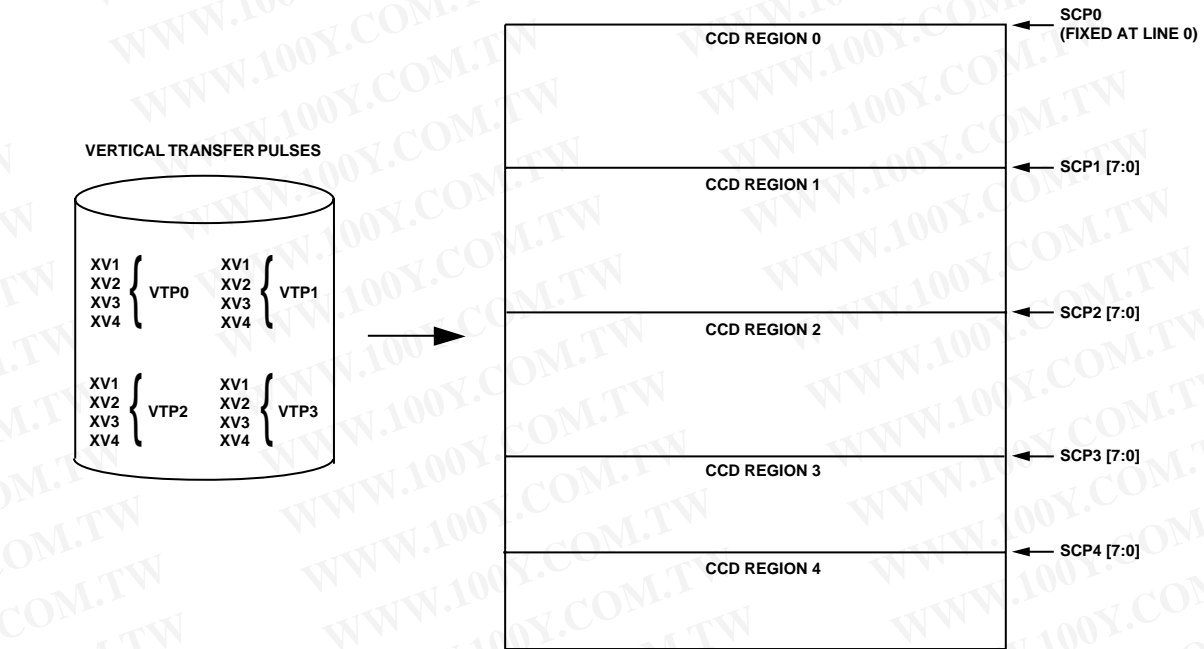 VERTICAL TRANSFER PULSES
XV1
XV2
XV3
XV4
VTP0
XV1
XV2
XV3
XV4
VTP1
XV1
XV2
XV3
XV4
VTP2
XV1
XV2
XV3
XV4
VTP3
CCD REGION 0
CCD REGION 1
CCD REGION 2
CCD REGION 3
CCD REGION 4
SCP0
(FIXED AT LINE 0)
SCP1 [7:0]
SCP2 [7:0]
SCP3 [7:0]
SCP4 [7:0]
WWW.100Y.COM.TW